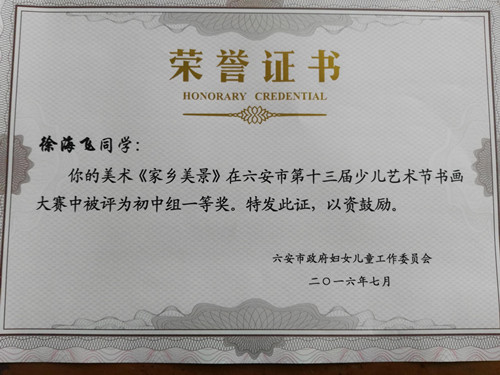 荣誉证书
HONORARY CREDENTIAL
徐海飞同学：
你的美术《家乡美景》在六安市第十三届少儿艺术节书画
大赛中被评为初中组一等奖。特发此证，以资鼓励。
六安市政府妇女儿童工作委员会
二〇一六年七月